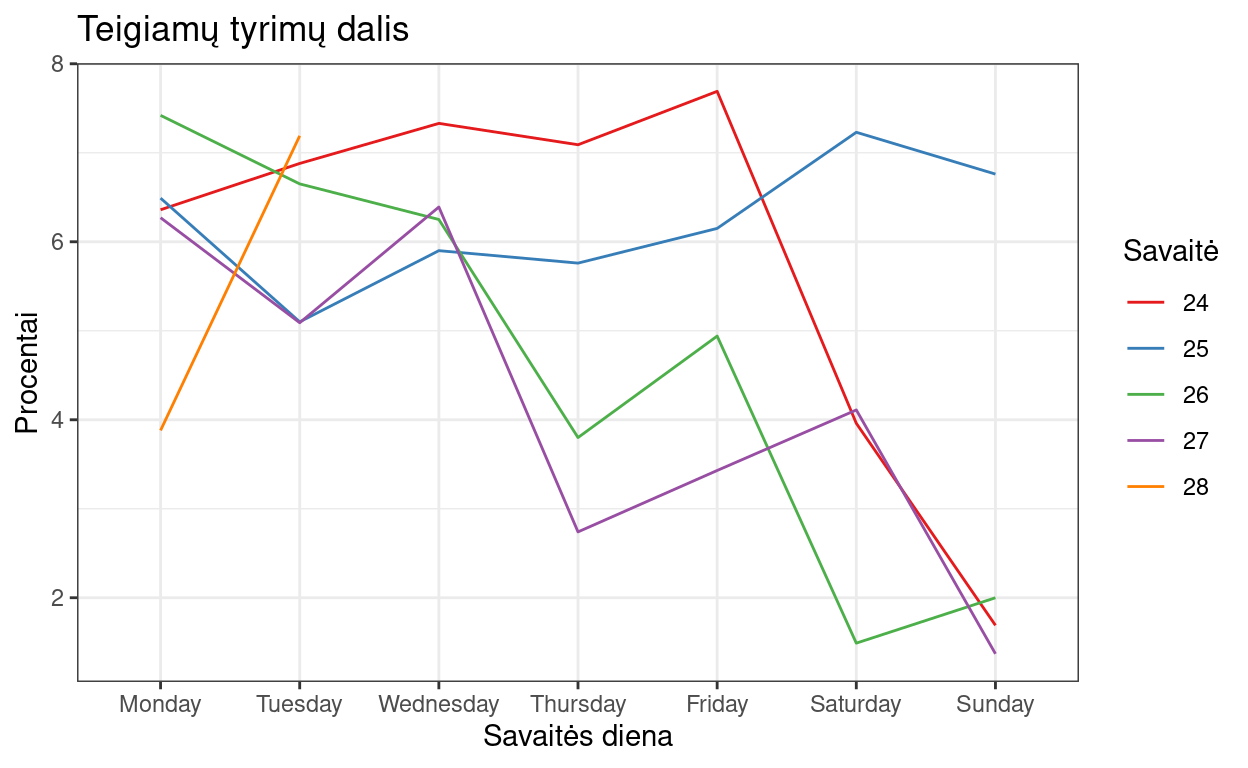 Teigiamų tyrimų dalis
Procentai
8
6
4
2
Monday Tuesday Wednesday Thursday Friday Saturday Sunday
Savaitės diena
Savaitė
24
25
26
27
28